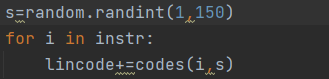 s=random.randint(1,150)
for i in instr:
    lincode+=codes(i,s)